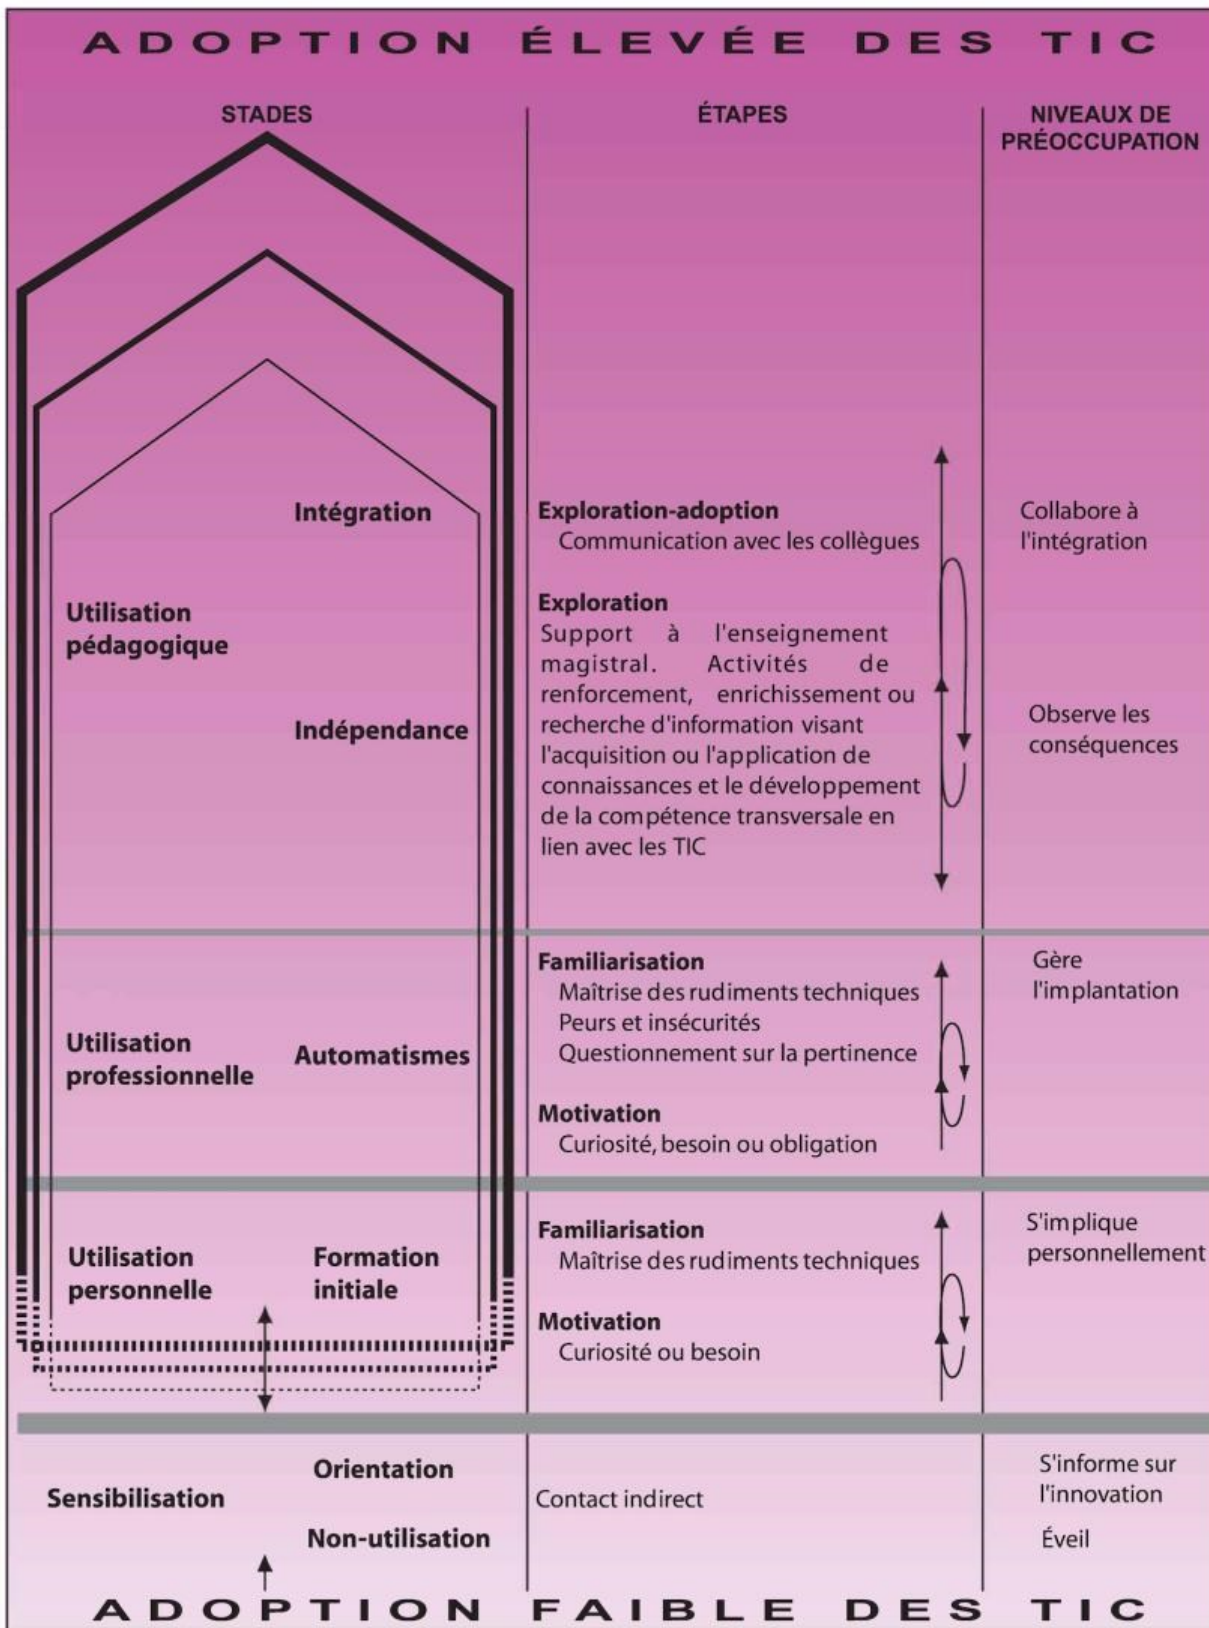 ADOPTION ÉLEVÉE DES TIC
STADES
ÉTAPES
NIVEAUX DE
PRÉOCCUPATION
Intégration
Exploration-adoption
Communication avec les collègues
Collabore à
l'intégration
Utilisation
pédagogique
Indépendance
Exploration
Support à l'enseignement
magistral. Activités de
renforcement, enrichissement ou
recherche d'information visant
l'acquisition ou l'application de
connaissances et le développement
de la compétence transversale en
lien avec les TIC
Observe les
conséquences
Utilisation
professionnelle
Automatismes
Familiarisation
Maîtrise des rudiments techniques
Peurs et insécurités
Questionnement sur la pertinence
Motivation
Curiosité, besoin ou obligation
Gère
l'implantation
Utilisation
personnelle
Formation
initiale
Familiarisation
Maîtrise des rudiments techniques
Motivation
Curiosité ou besoin
S'implique
personnellement
Sensibilisation
Orientation
Non-utilisation
Contact indirect
S'informe sur
l'innovation
Éveil
ADOPTION FAIBLE DES TIC